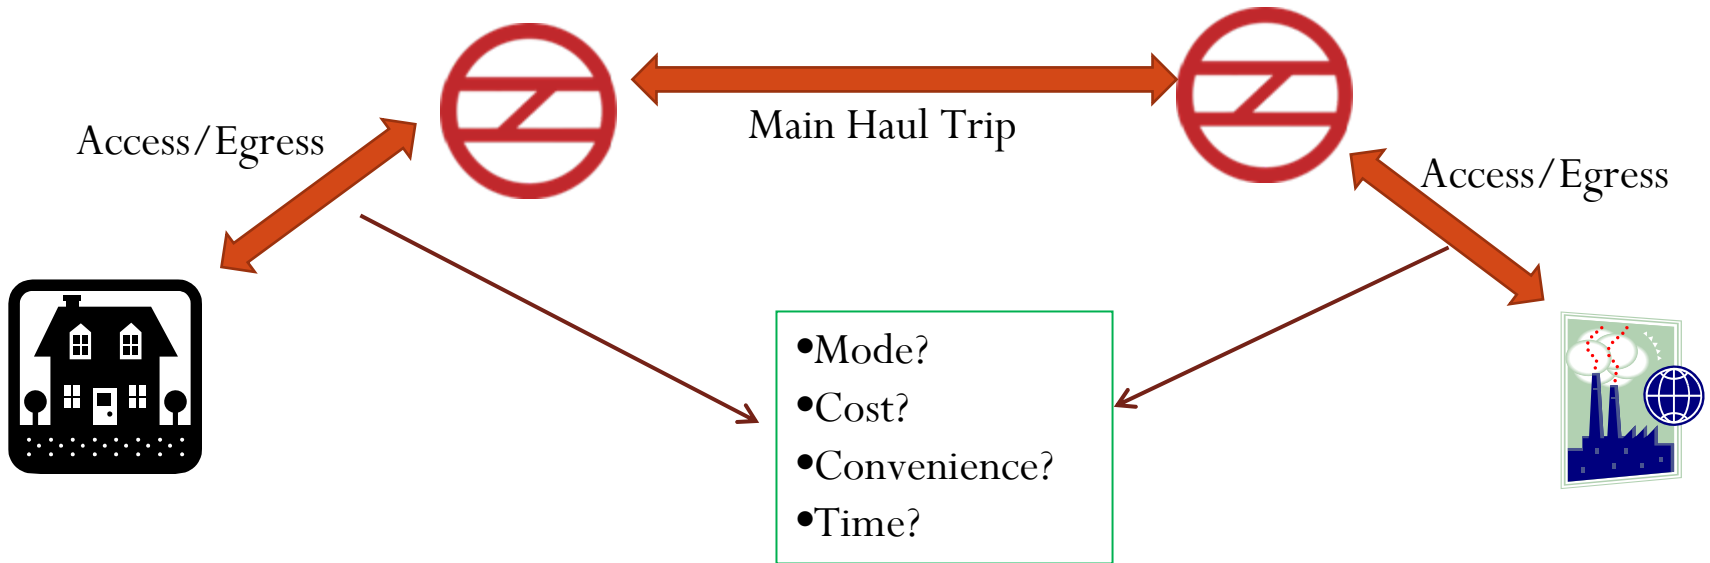 Main Haul Trip
Access/Egress
Access/Egress
•Mode?
•Cost?
•Convenience?
•Time?